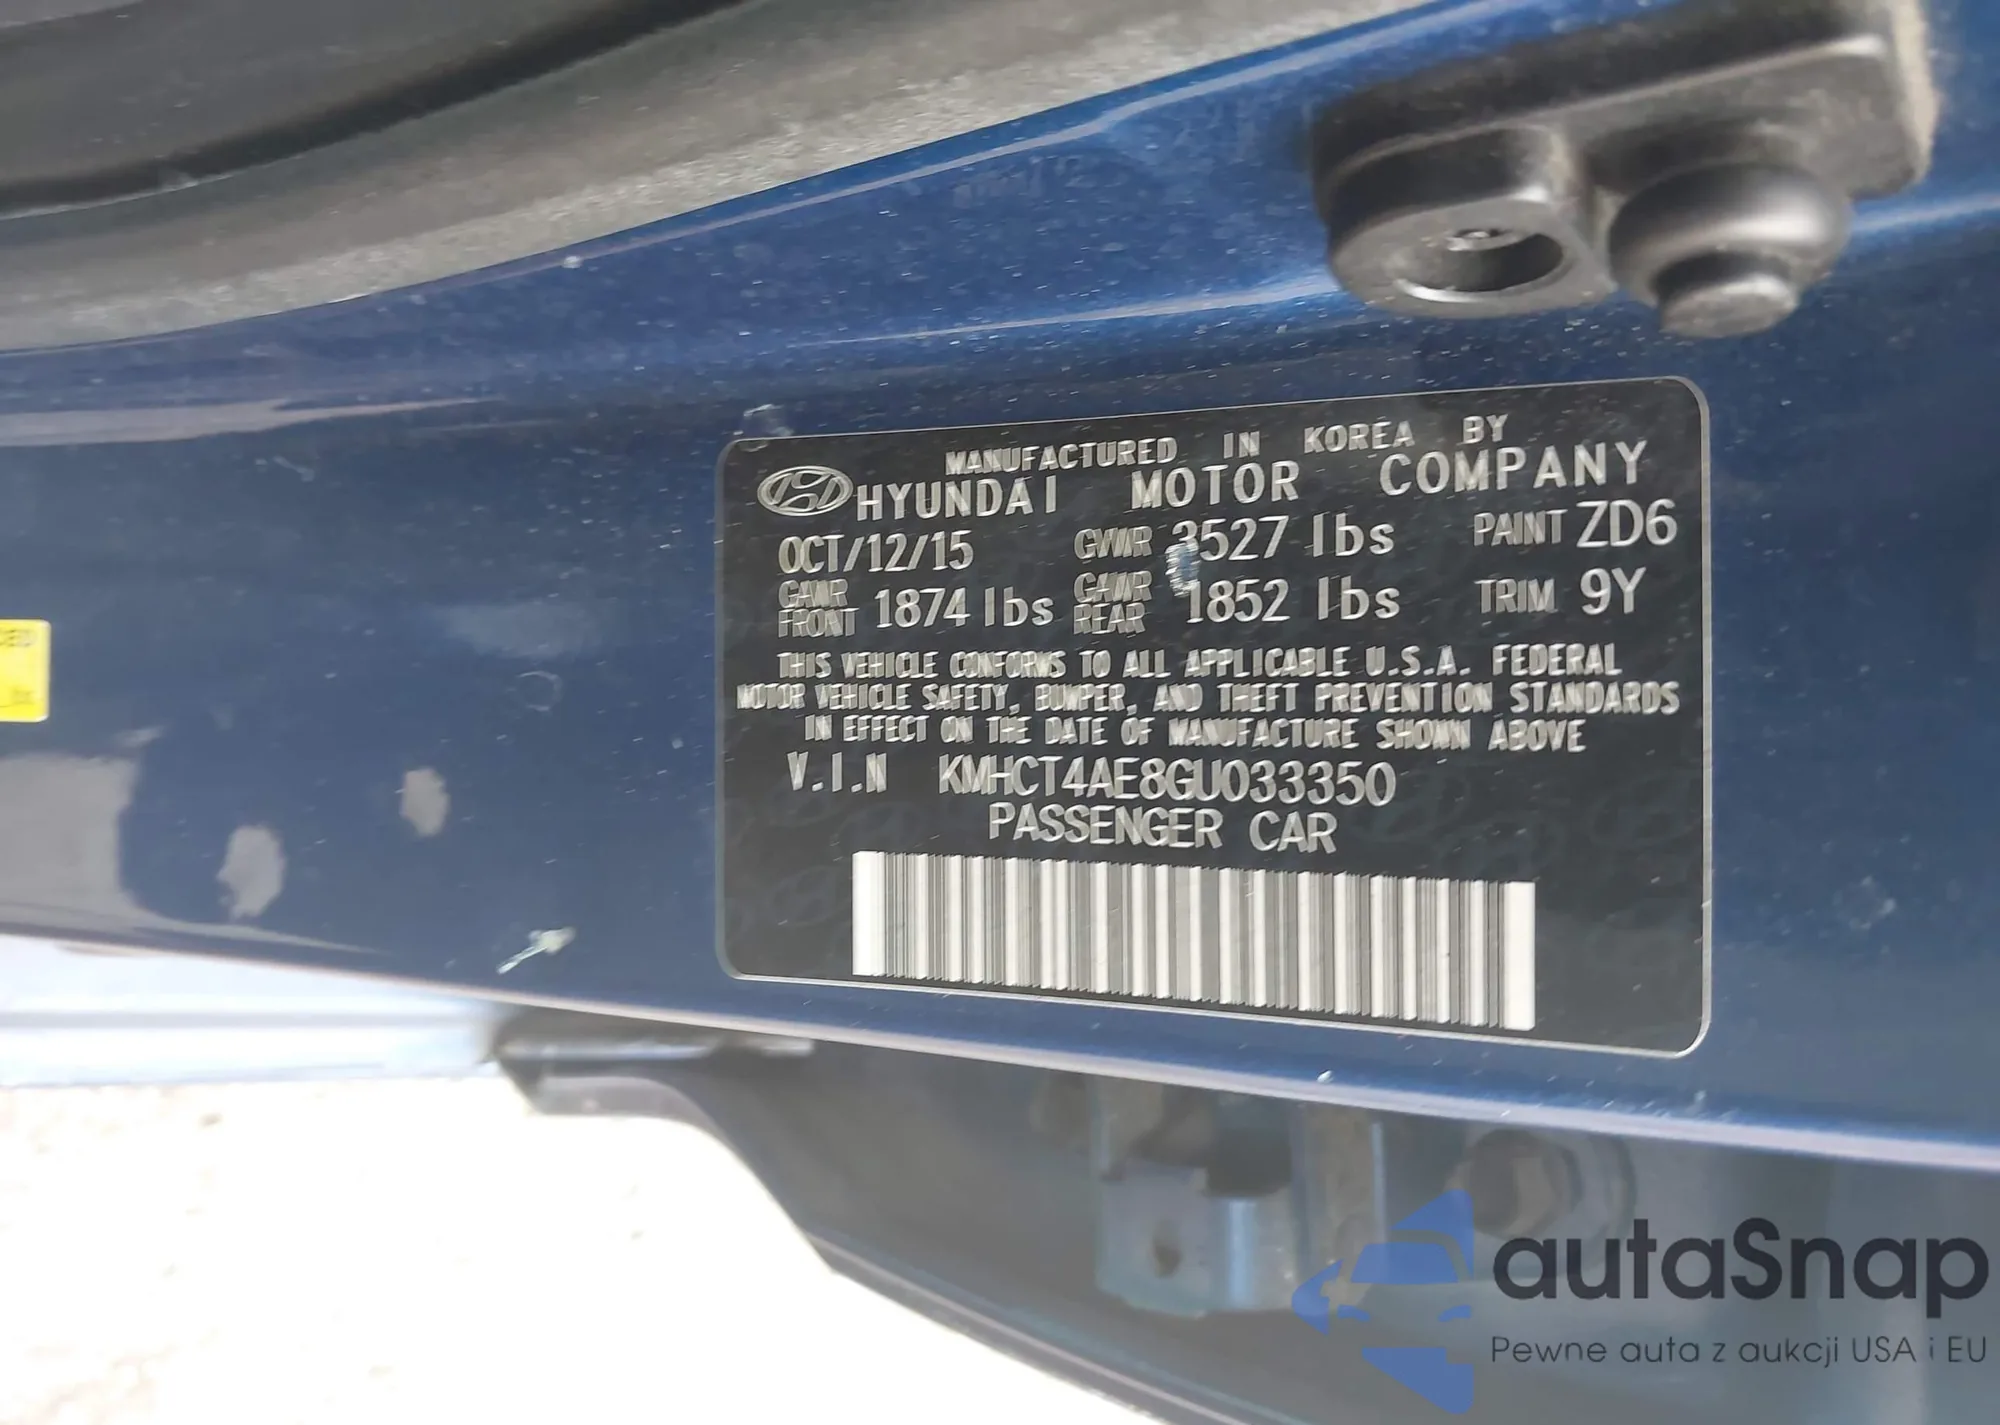 MANUFACTURED IN KOREA BY
HYUNDAI MOTOR COMPANY
OCT/12/15 GVWR 3527 lbs PAINT ZD6
GAWR FRONT 1874 lbs GAWR REAR 1852 lbs TRIM 9Y
THIS VEHICLE CONFORMS TO ALL APPLICABLE U.S.A. FEDERAL
MOTOR VEHICLE SAFETY, BUMPER, AND THEFT PREVENTION STANDARDS
IN EFFECT ON THE DATE OF MANUFACTURE SHOWN ABOVE
V.I.N KMHCT4AE8GU033350
PASSENGER CAR
autaSnap
Pewne auta z aukcji USA i EU